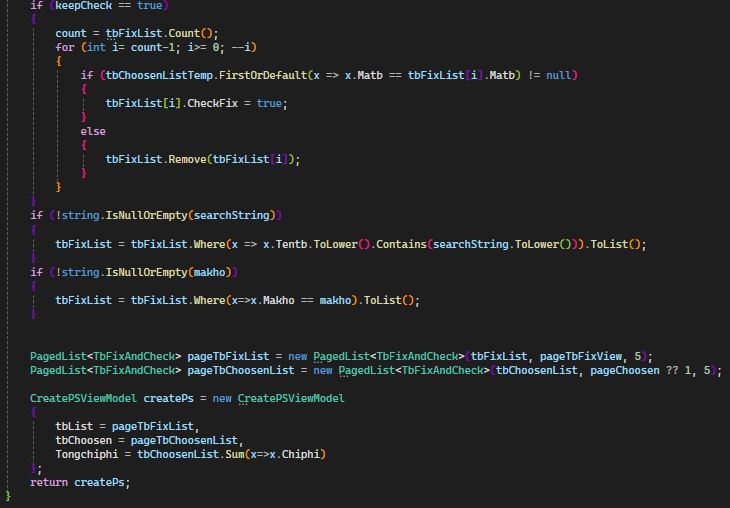 if (keepCheck == true)
{
count = tbFixList.Count();
for (int i= count-1; i>= 0; --i)
{
if (tbChoosenListTemp.FirstOrDefault(x => x.Matb == tbFixList[i].Matb) != null)
{
tbFixList[i].CheckFix = true;
}
else
{
tbFixList.Remove(tbFixList[i]);
}
}
}
if (!string.IsNullOrEmpty(searchString))
{
tbFixList = tbFixList.Where(x => x.Tentb.ToLower().Contains(searchString.ToLower())).ToList();
}
if (!string.IsNullOrEmpty(makho))
{
tbFixList = tbFixList.Where(x=>x.Makho == makho).ToList();
}
PagedList<TbFixAndCheck> pageTbFixList = new PagedList<TbFixAndCheck>(tbFixList, pageTbFixView, 5);
PagedList<TbFixAndCheck> pageTbChoosenList = new PagedList<TbFixAndCheck>(tbChoosenList, pageChoosen ?? 1, 5);
CreatePSViewModel createPs = new CreatePSViewModel
{
tbList = pageTbFixList,
tbChoosen = pageTbChoosenList,
Tongchiphi = tbChoosenList.Sum(x=>x.Chiphi)
};
return createPs;
}